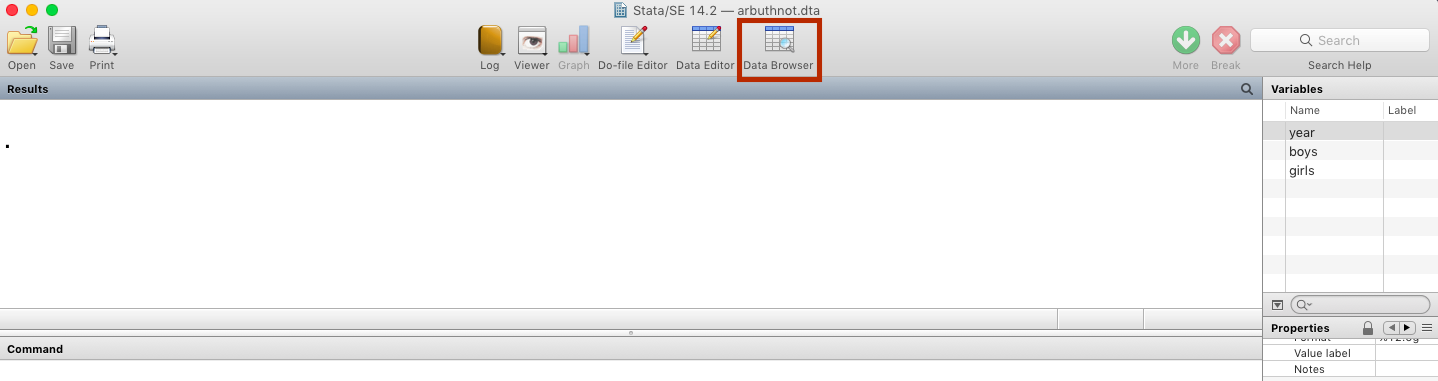 Stata/SE 14.2 — arbuthnot.dta
Open Save Print Log Viewer Graph Do-file Editor Data Editor Data Browser More Break Search
Search Help
Results
Variables
Name Label
year
boys
girls
.
Properties
Value label
Notes
Command